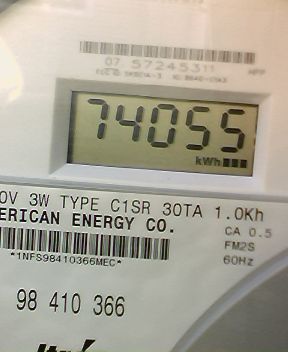 07 57245311
74055
kWh
0V 3W TYPE C1SR 30TA 1.0Kh
ERICAN ENERGY CO.
CA 0.5
FM2S
*1NFS98410366MEC*
60Hz
98 410 366